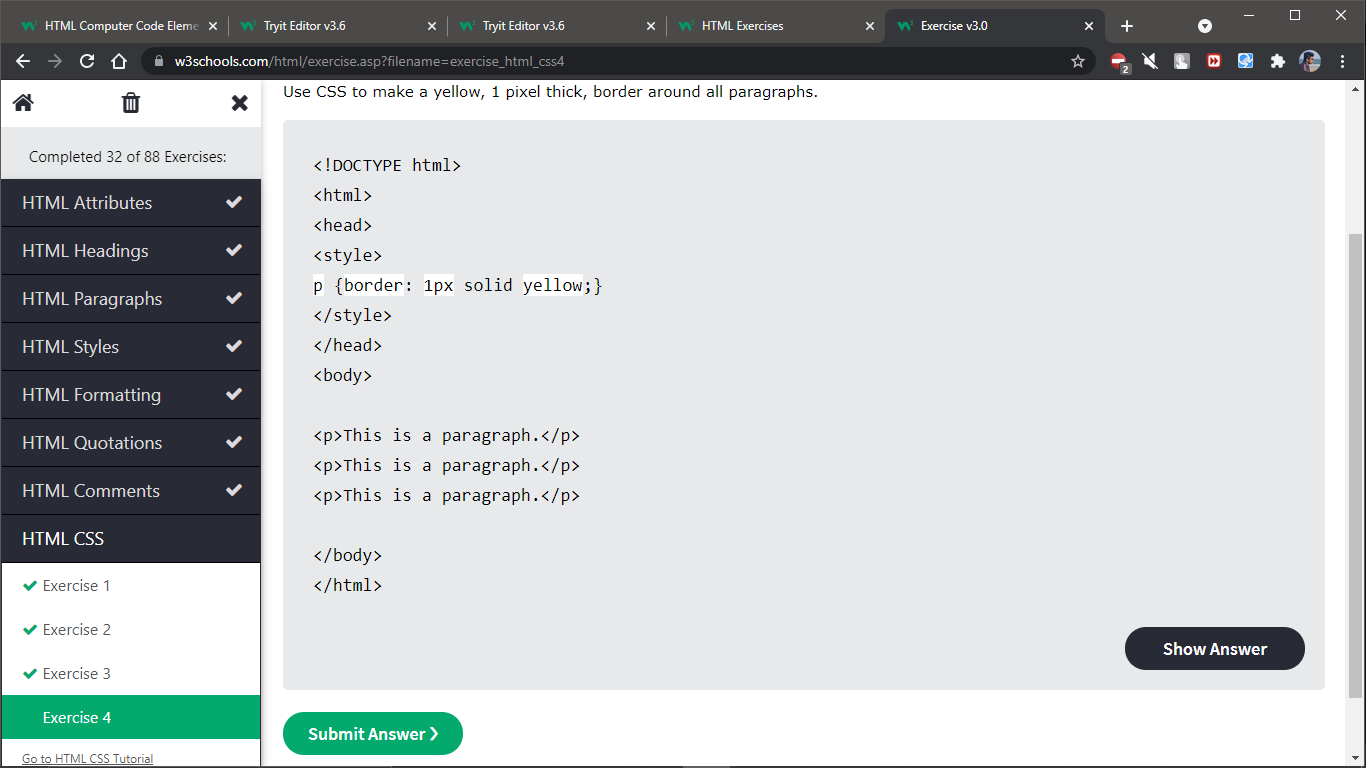 HTML Computer Code Eleme
Tryit Editor v3.6
Tryit Editor v3.6
HTML Exercises
Exercise v3.0
w3schools.com/html/exercise.asp?filename=exercise_html_css4
2
Completed 32 of 88 Exercises:
HTML Attributes
HTML Headings
HTML Paragraphs
HTML Styles
HTML Formatting
HTML Quotations
HTML Comments
HTML CSS
Exercise 1
Exercise 2
Exercise 3
Exercise 4
Go to HTML CSS Tutorial
Use CSS to make a yellow, 1 pixel thick, border around all paragraphs.
<!DOCTYPE html>
<html>
<head>
<style>
p {border: 1px solid yellow;}
</style>
</head>
<body>
<p>This is a paragraph.</p>
<p>This is a paragraph.</p>
<p>This is a paragraph.</p>
</body>
</html>
Show Answer
Submit Answer ❯